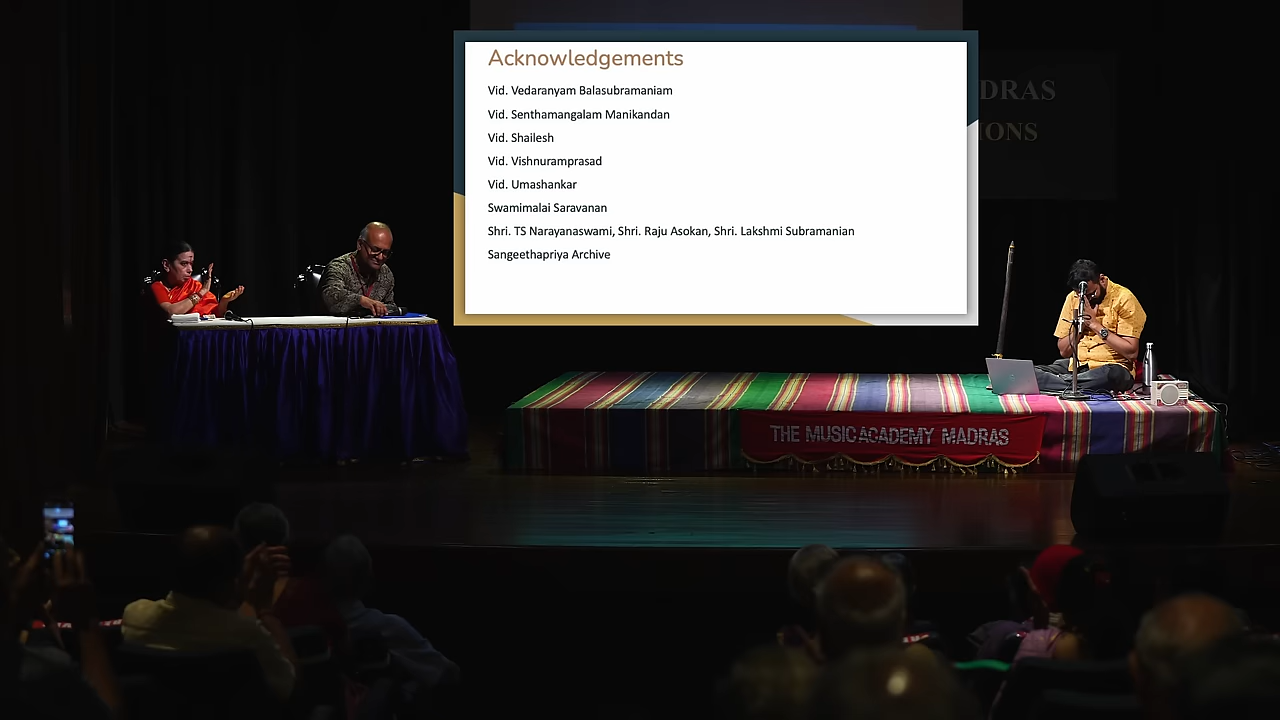 Acknowledgements
Vid. Vedaranyam Balasubramaniam
Vid. Senthamangalam Manikandan
Vid. Shailesh
Vid. Vishnuramprasad
Vid. Umashankar
Swamimalai Saravanan
Shri. TS Narayanaswami, Shri. Raju Asokan, Shri. Lakshmi Subramanian
Sangeethapriya Archive
DRAS
IONS
THE MUSIC ACADEMY MADRAS